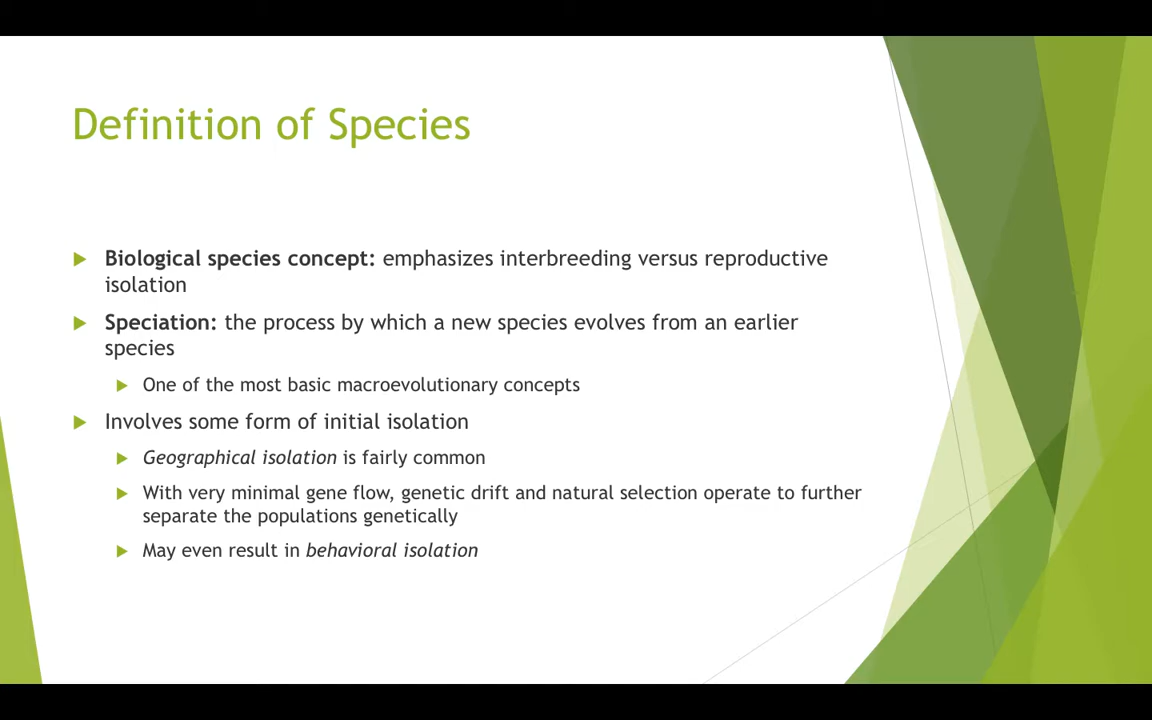 Definition of Species
Biological species concept: emphasizes interbreeding versus reproductive
isolation
Speciation: the process by which a new species evolves from an earlier
species
One of the most basic macroevolutionary concepts
Involves some form of initial isolation
Geographical isolation is fairly common
With very minimal gene flow, genetic drift and natural selection operate to further
separate the populations genetically
May even result in behavioral isolation